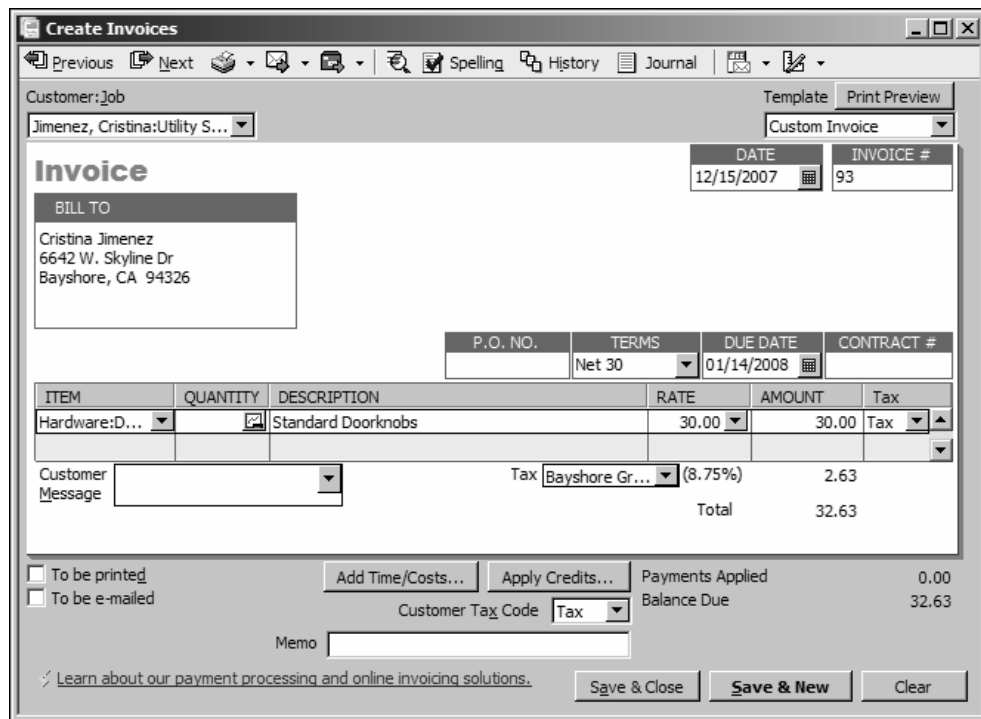 Create Invoices
Previous Next Spelling History Journal
Customer:Job Template Print Preview
Jimenez, Cristina:Utility S... Custom Invoice
Invoice DATE INVOICE #
12/15/2007 93
BILL TO
Cristina Jimenez
6642 W. Skyline Dr
Bayshore, CA 94326
P.O. NO. TERMS DUE DATE CONTRACT #
Net 30 01/14/2008
ITEM QUANTITY DESCRIPTION RATE AMOUNT Tax
Hardware:D... Standard Doorknobs 30.00 30.00 Tax
Customer Message Tax Bayshore Gr... (8.75%) 2.63
Total 32.63
To be printed Add Time/Costs... Apply Credits... Payments Applied 0.00
To be e-mailed Customer Tax Code Tax Balance Due 32.63
Memo
Learn about our payment processing and online invoicing solutions. Save & Close Save & New Clear